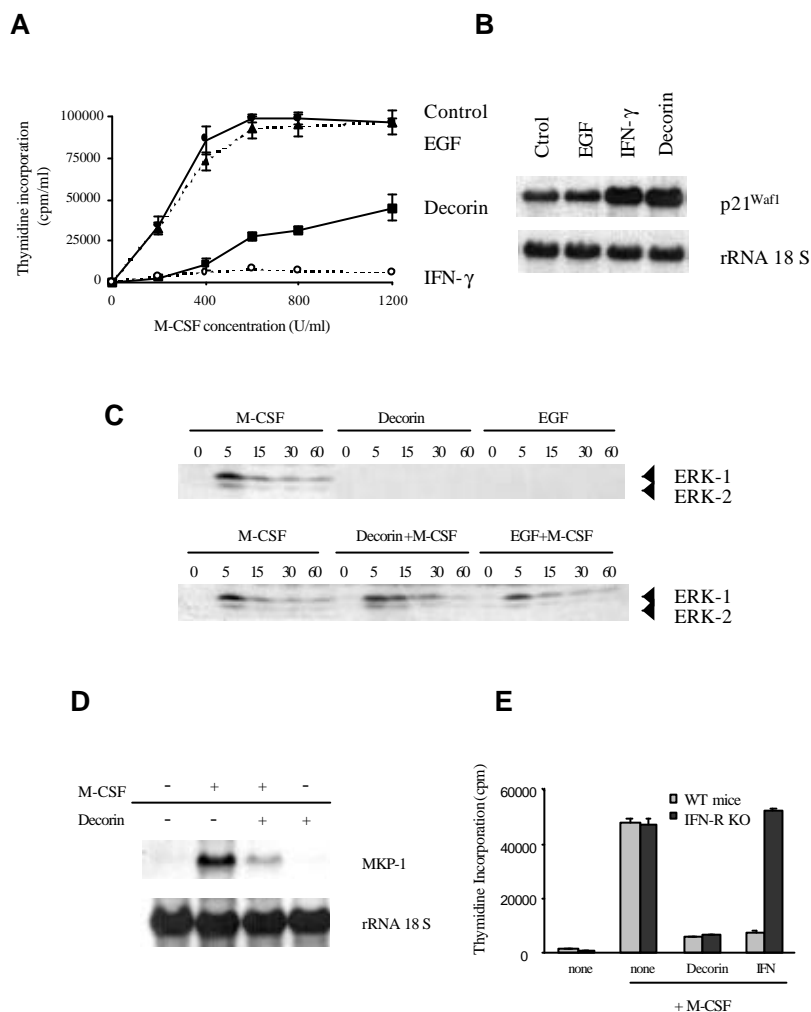 A
B
Control
EGF
Decorin
IFN-γ
100000
75000
50000
25000
0
0 400 800 1200
Thymidine incorporation
(cpm/ml)
M-CSF concentration (U/ml)
Ctrol EGF IFN-γ Decorin
p21Waf1
rRNA 18 S
C
M-CSF Decorin EGF
0 5 15 30 60 0 5 15 30 60 0 5 15 30 60
ERK-1
ERK-2
M-CSF Decorin+M-CSF EGF+M-CSF
0 5 15 30 60 0 5 15 30 60 0 5 15 30 60
ERK-1
ERK-2
D
M-CSF - + + -
Decorin - - + +
MKP-1
rRNA 18 S
E
60000
40000
20000
0
Thymidine Incorporation (cpm)
WT mice
IFN-R KO
none none Decorin IFN
+ M-CSF